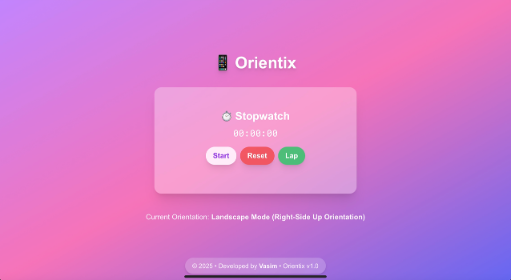 📱 Orientix
⏱️ Stopwatch
00:00:00
Start Reset Lap
Current Orientation: Landscape Mode (Right-Side Up Orientation)
© 2025 • Developed by Vasim • Orientix v1.0